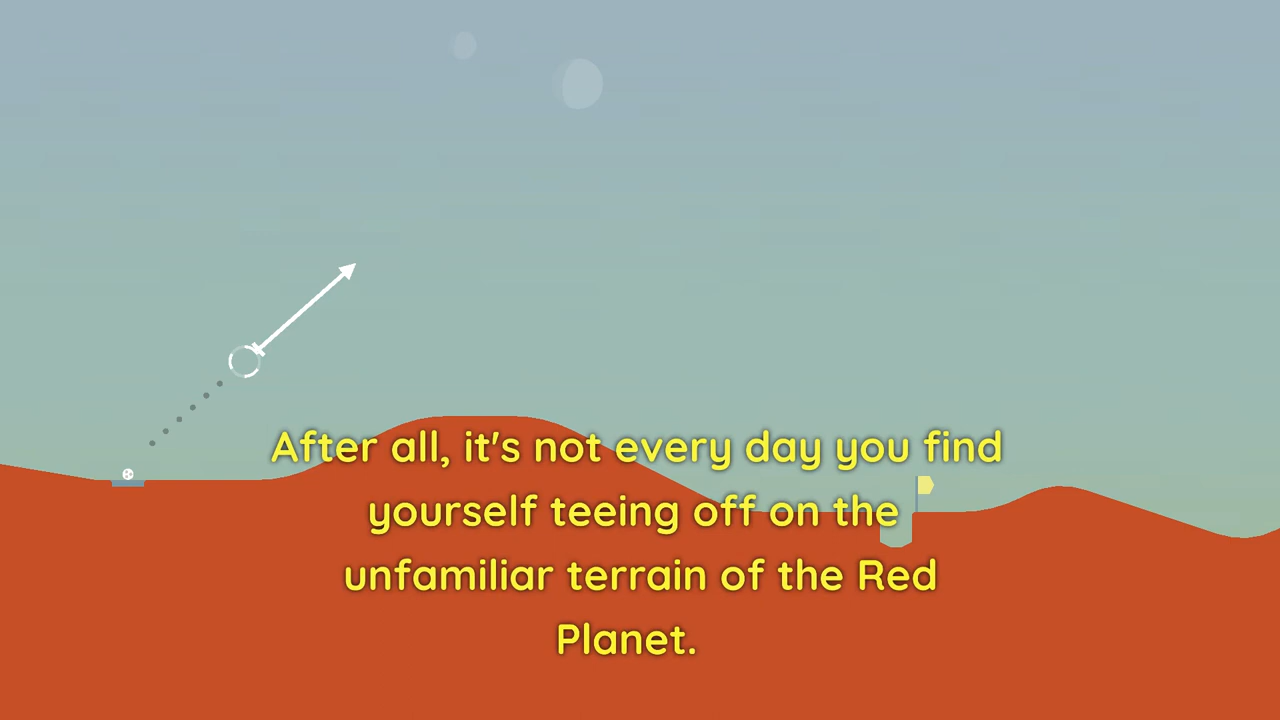 After all, it's not every day you find
yourself teeing off on the
unfamiliar terrain of the Red
Planet.